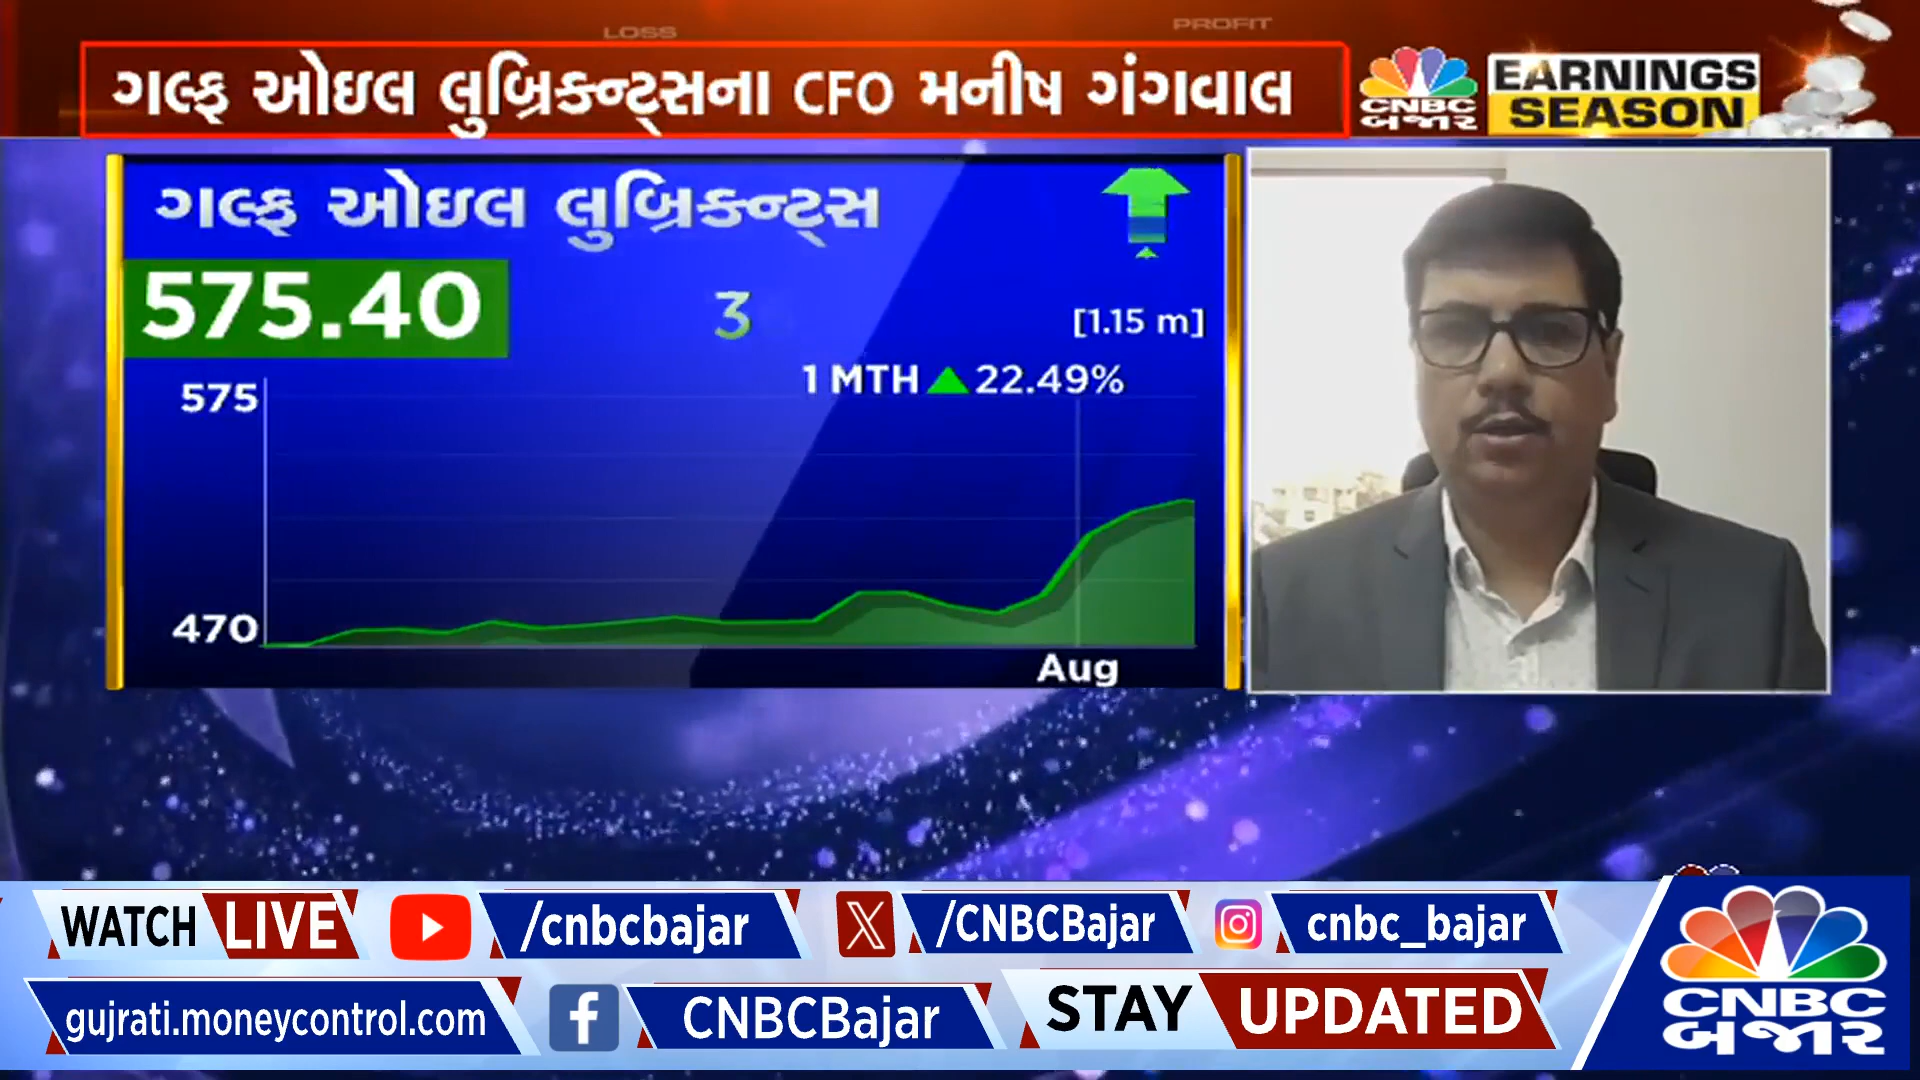 LOSS
PROFIT
ગલ્ફ ઓઇલ લુબ્રિકન્ટ્સના CFO મનીષ ગંગવાલ
CNBC
બજાર
EARNINGS
SEASON
ગલ્ફ ઓઇલ લુબ્રિકન્ટ્સ
575.40
3
[1.15 m]
1 MTH ▲ 22.49%
575
470
Aug
WATCH LIVE
/cnbcbajar
/CNBCBajar
cnbc_bajar
gujrati.moneycontrol.com
CNBCBajar
STAY UPDATED
CNBC
બજાર